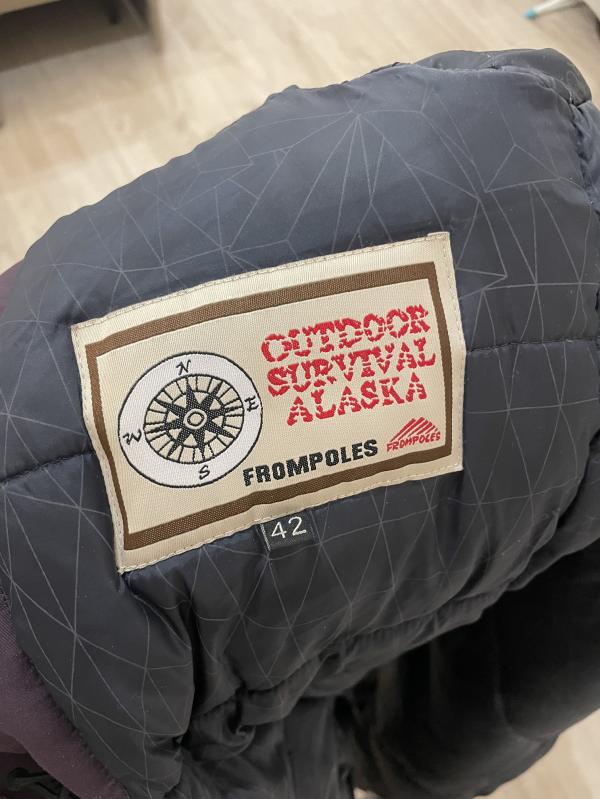 OUTDOOR
SURVIVAL
ALASKA
N
E
W
S
FROMPOLES
FROMPOLES
42